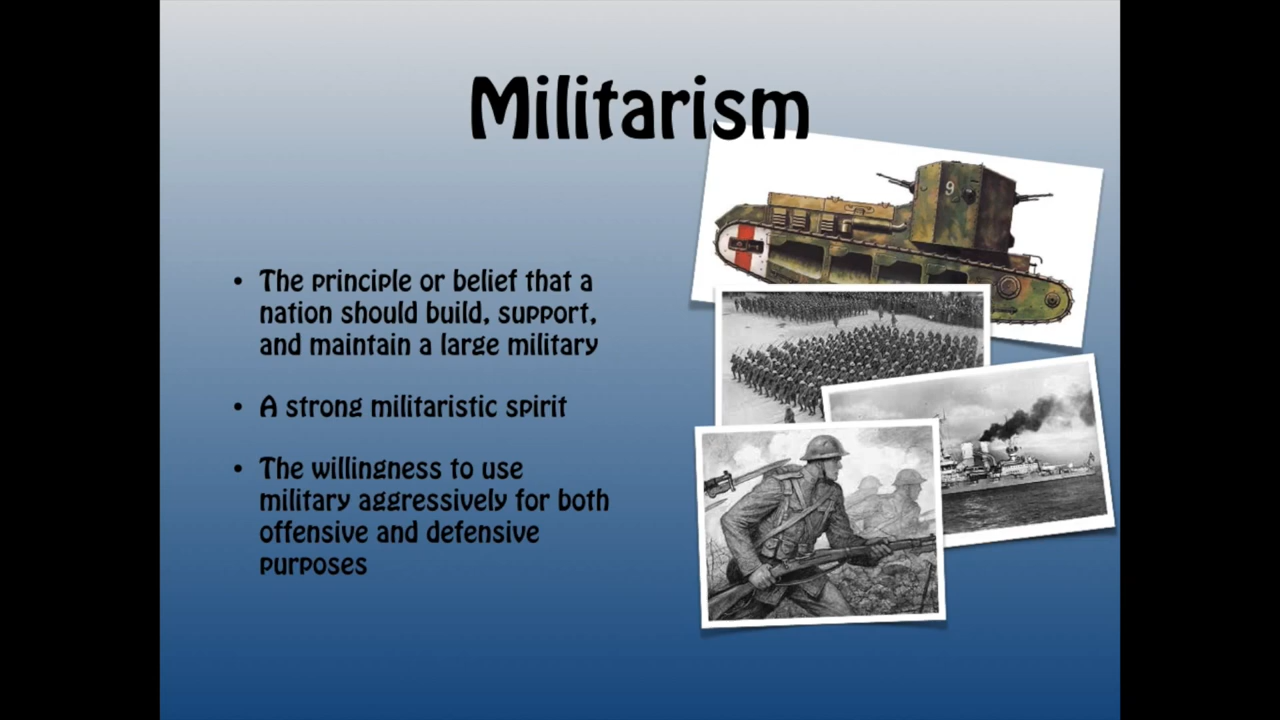 Militarism
9
• The principle or belief that a
nation should build, support,
and maintain a large military
• A strong militaristic spirit
• The willingness to use
military aggressively for both
offensive and defensive
purposes